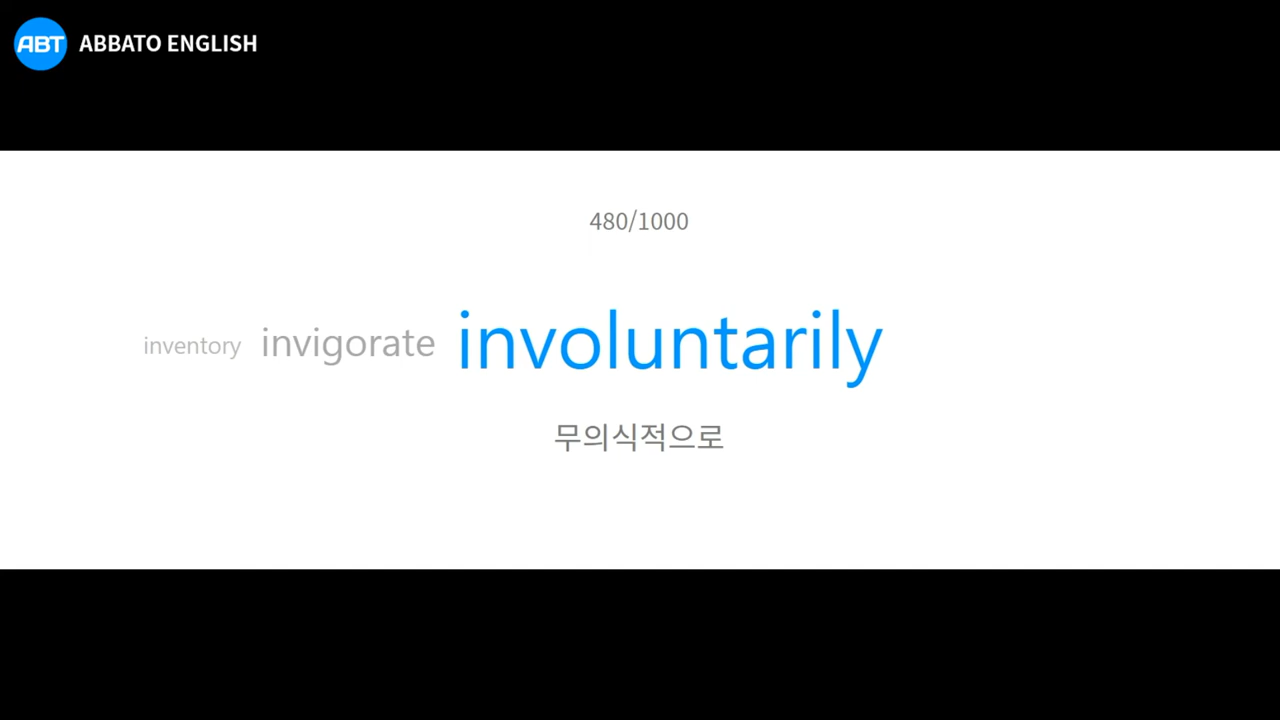 ABT ABBATO ENGLISH
480/1000
inventory invigorate involuntarily
무의식적으로